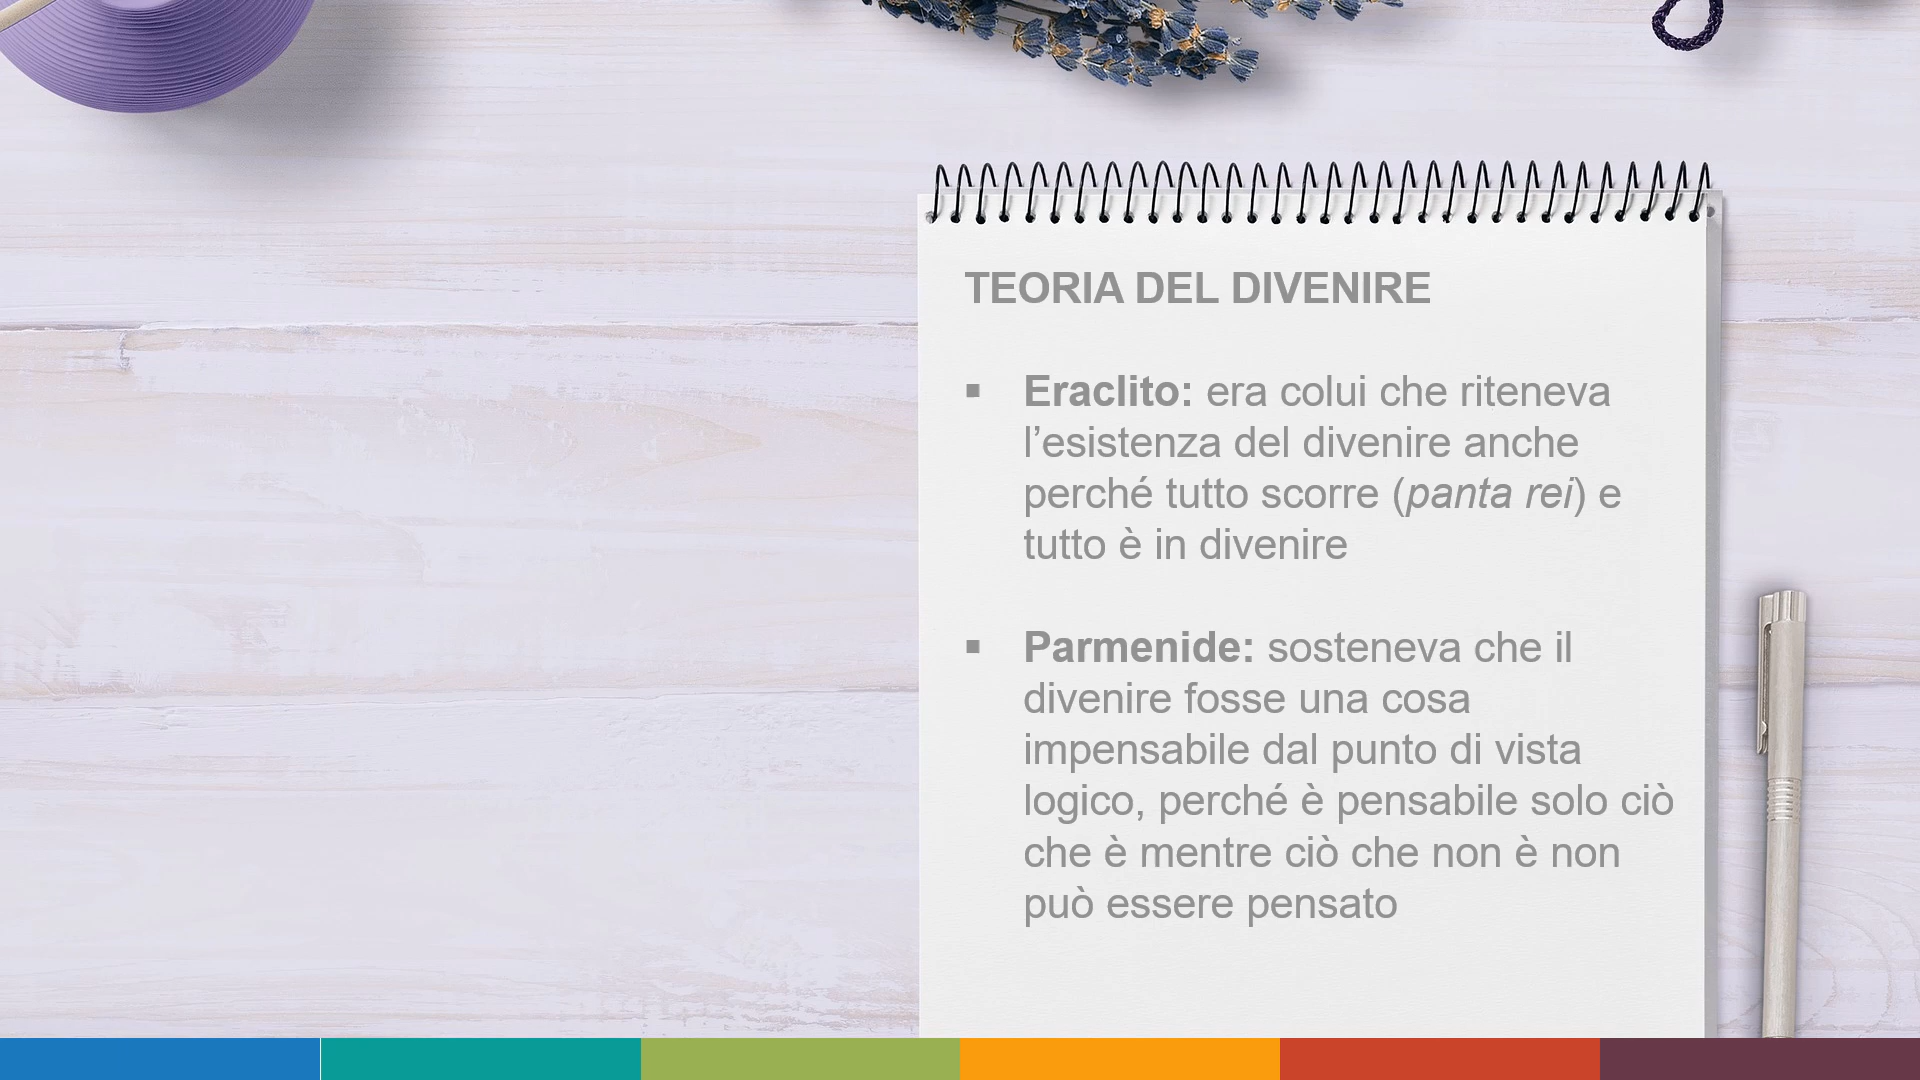 TEORIA DEL DIVENIRE
▪ Eraclito: era colui che riteneva
l’esistenza del divenire anche
perché tutto scorre (panta rei) e
tutto è in divenire
▪ Parmenide: sosteneva che il
divenire fosse una cosa
impensabile dal punto di vista
logico, perché è pensabile solo ciò
che è mentre ciò che non è non
può essere pensato